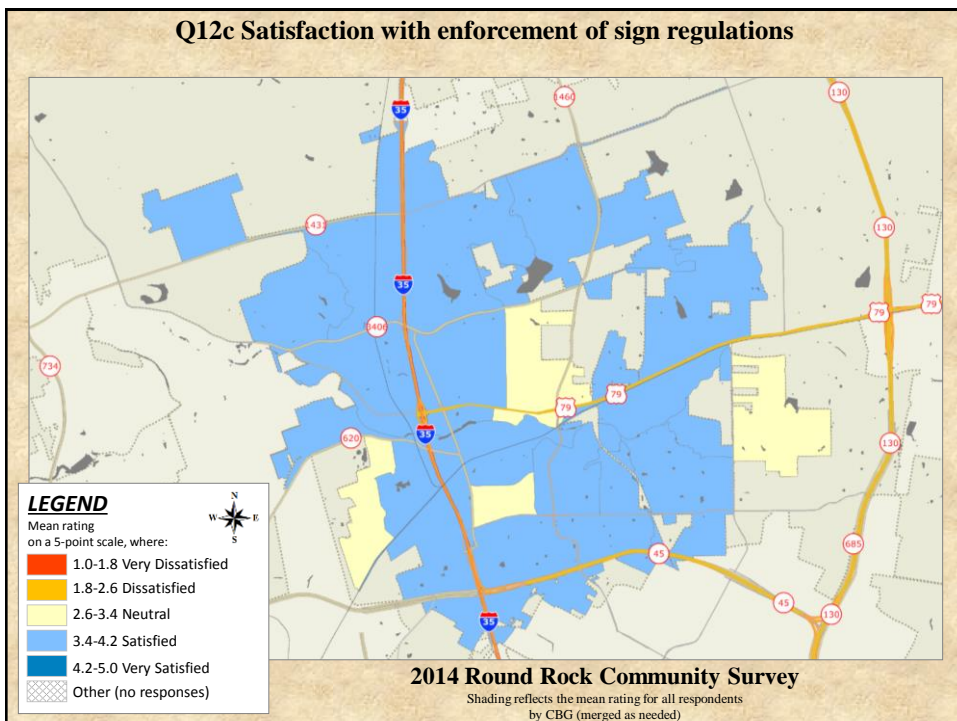 Q12c Satisfaction with enforcement of sign regulations
35
1460
130
1431
130
35
79
79
3406
734
79
79
620
35
130
45
685
45
130
35
LEGEND
Mean rating
on a 5-point scale, where:
N
W E
S
1.0-1.8 Very Dissatisfied
1.8-2.6 Dissatisfied
2.6-3.4 Neutral
3.4-4.2 Satisfied
4.2-5.0 Very Satisfied
Other (no responses)
2014 Round Rock Community Survey
Shading reflects the mean rating for all respondents
by CBG (merged as needed)